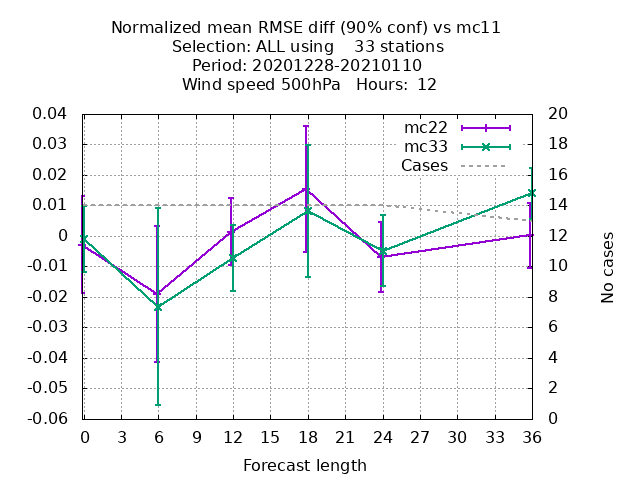 Normalized mean RMSE diff (90% conf) vs mc11
Selection: ALL using    33 stations
Period: 20201228-20210110
Wind speed 500hPa   Hours:  12
0.04
0.03
0.02
0.01
0
-0.01
-0.02
-0.03
-0.04
-0.05
-0.06
mc22
mc33
Cases
20
18
16
14
12
10
8
6
4
2
0
No cases
0 3 6 9 12 15 18 21 24 27 30 33 36
Forecast length